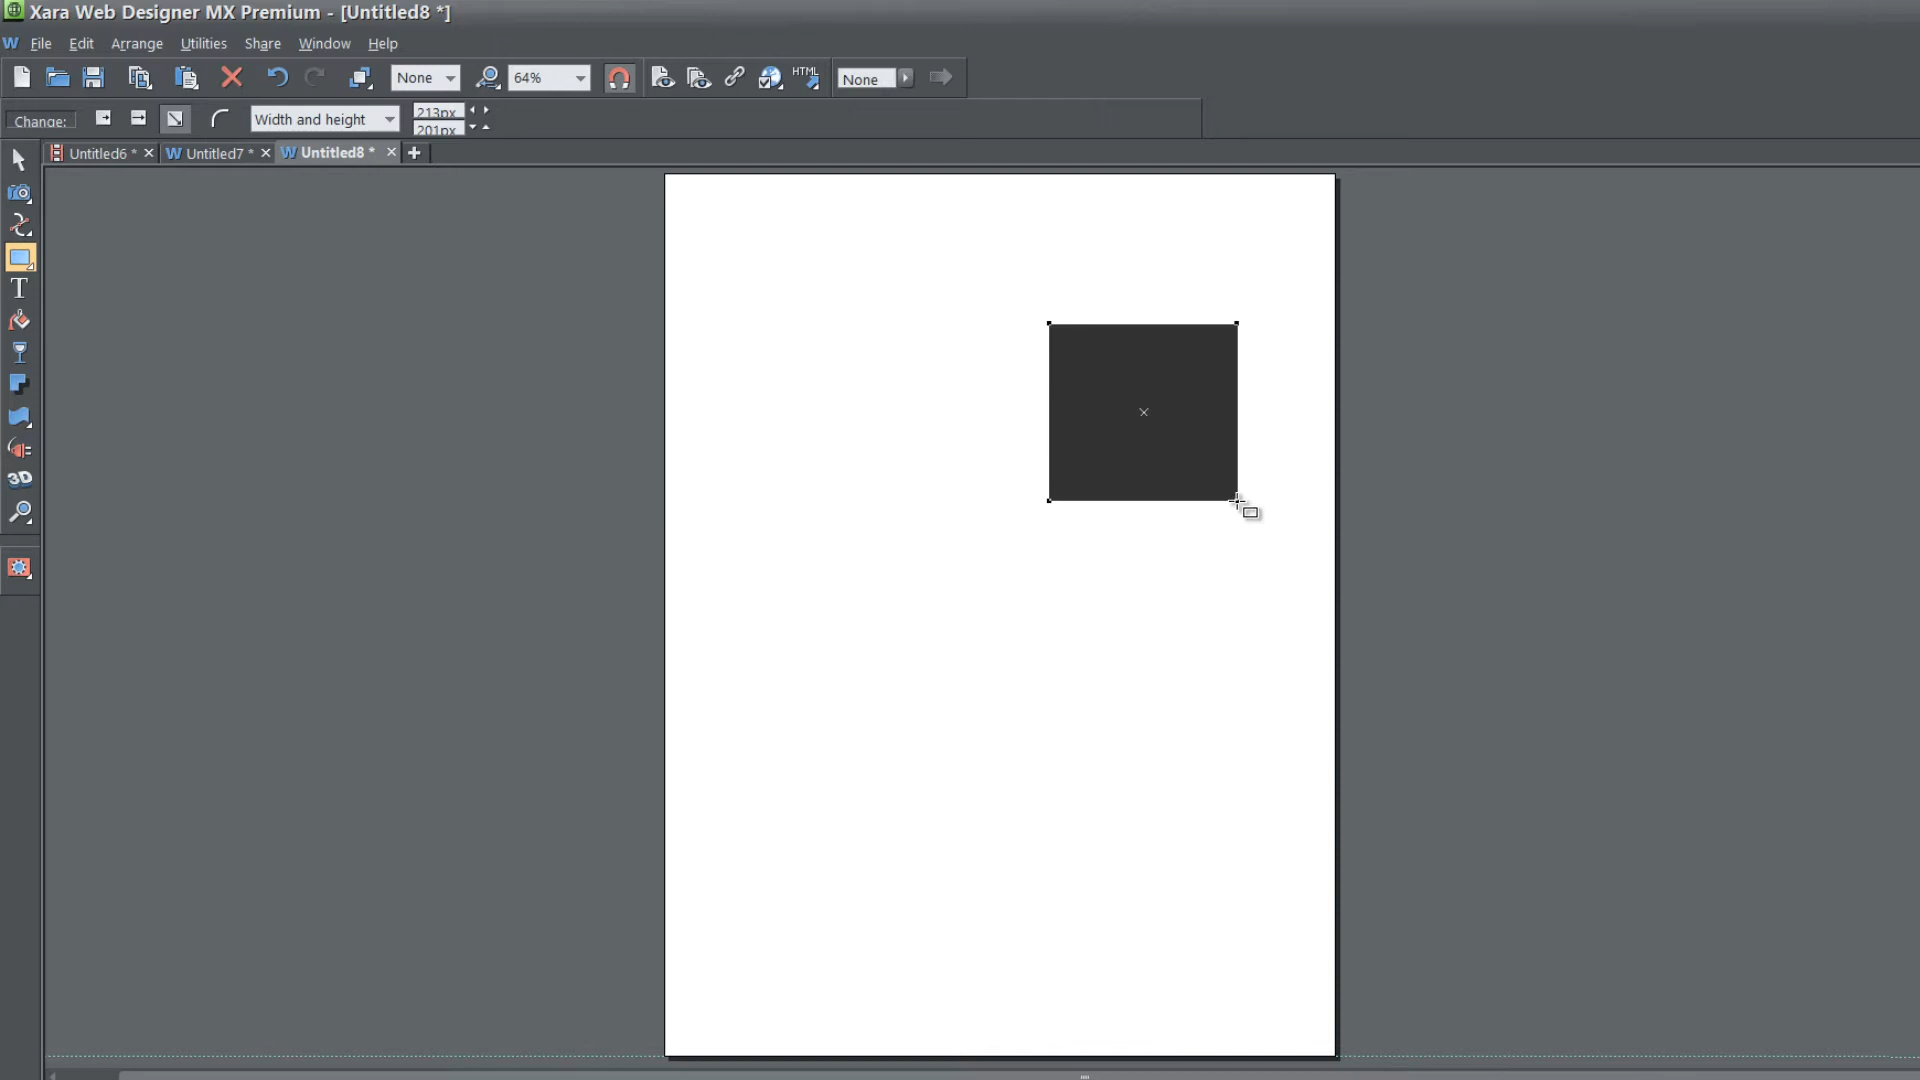 Xara Web Designer MX Premium - [Untitled8 *]
W File Edit Arrange Utilities Share Window Help
None 64% HTML None
Change: Width and height 213px
201px
Untitled6 * W Untitled7 * W Untitled8 *
T
3D